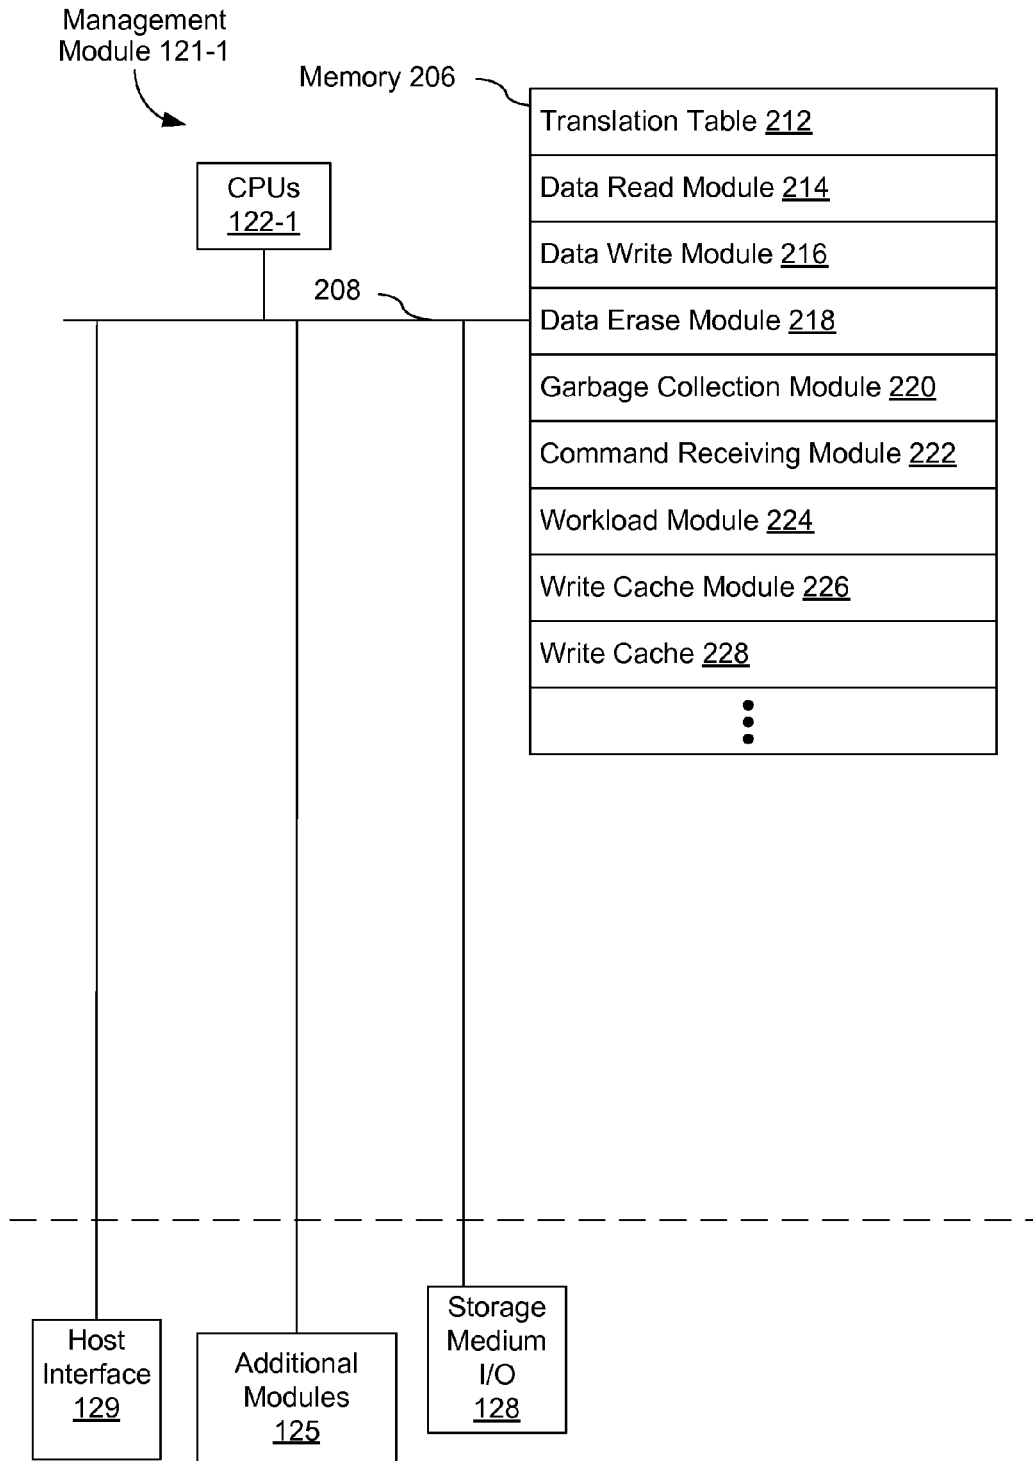 Management
Module 121-1
Memory 206
Translation Table 212
Data Read Module 214
CPUs
122-1
Data Write Module 216
208
Data Erase Module 218
Garbage Collection Module 220
Command Receiving Module 222
Workload Module 224
Write Cache Module 226
Write Cache 228
Host
Interface
129
Additional
Modules
125
Storage
Medium
I/O
128